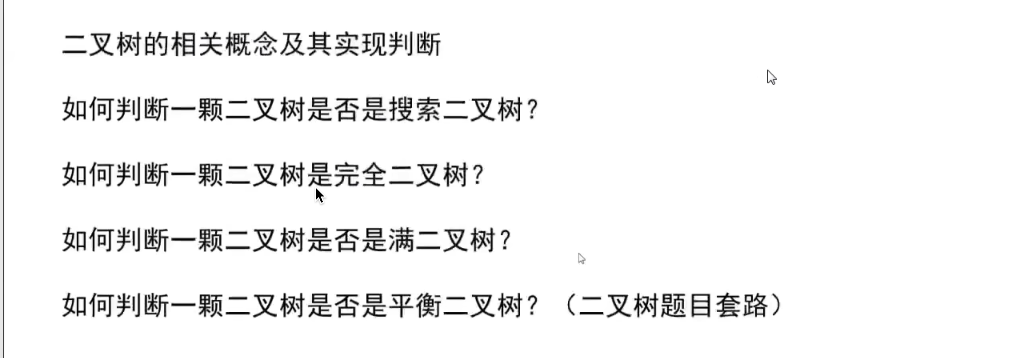 二叉树的相关概念及其实现判断
如何判断一颗二叉树是否是搜索二叉树？
如何判断一颗二叉树是完全二叉树？
如何判断一颗二叉树是否是满二叉树？
如何判断一颗二叉树是否是平衡二叉树？（二叉树题目套路）